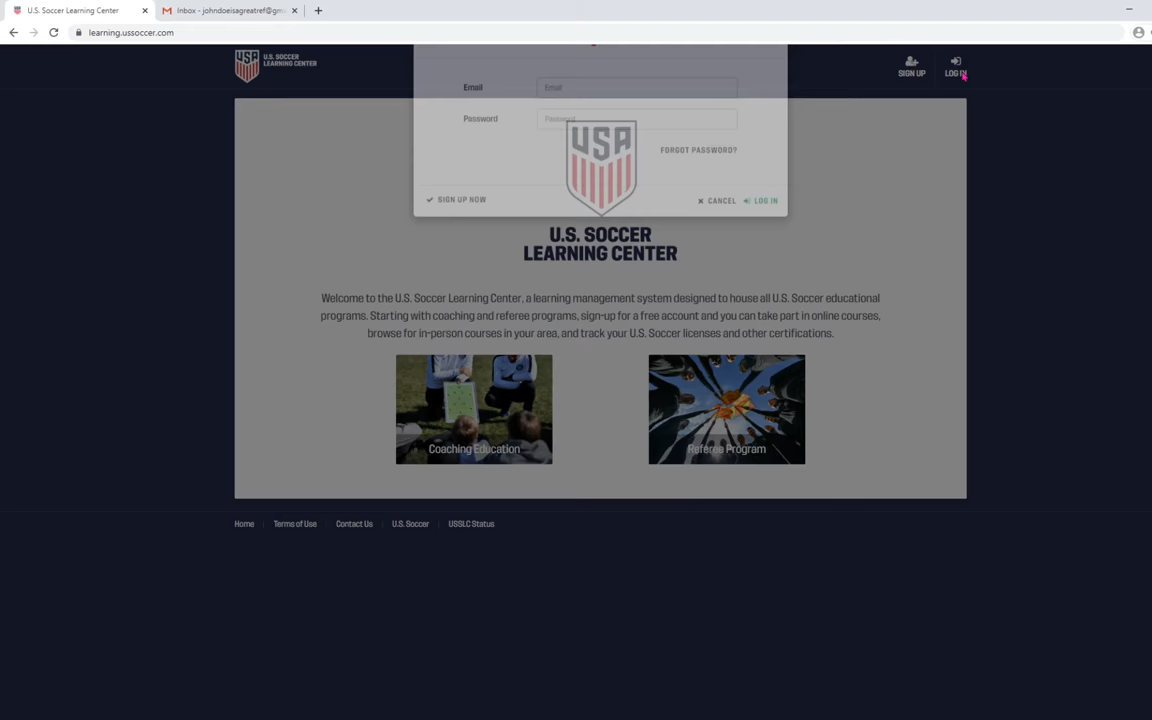 U.S. Soccer Learning Center
Inbox - johndoeisagreatref@gm
learning.ussoccer.com
USA
U.S. SOCCER
LEARNING CENTER
SIGN UP
LOG IN
Email
Email
Password
Password
FORGOT PASSWORD?
SIGN UP NOW
CANCEL
LOG IN
USA
U.S. SOCCER
LEARNING CENTER
Welcome to the U.S. Soccer Learning Center, a learning management system designed to house all U.S. Soccer educational
programs. Starting with coaching and referee programs, sign-up for a free account and you can take part in online courses,
browse for in-person courses in your area, and track your U.S. Soccer licenses and other certifications.
Coaching Education
Referee Program
Home
Terms of Use
Contact Us
U.S. Soccer
USSLC Status